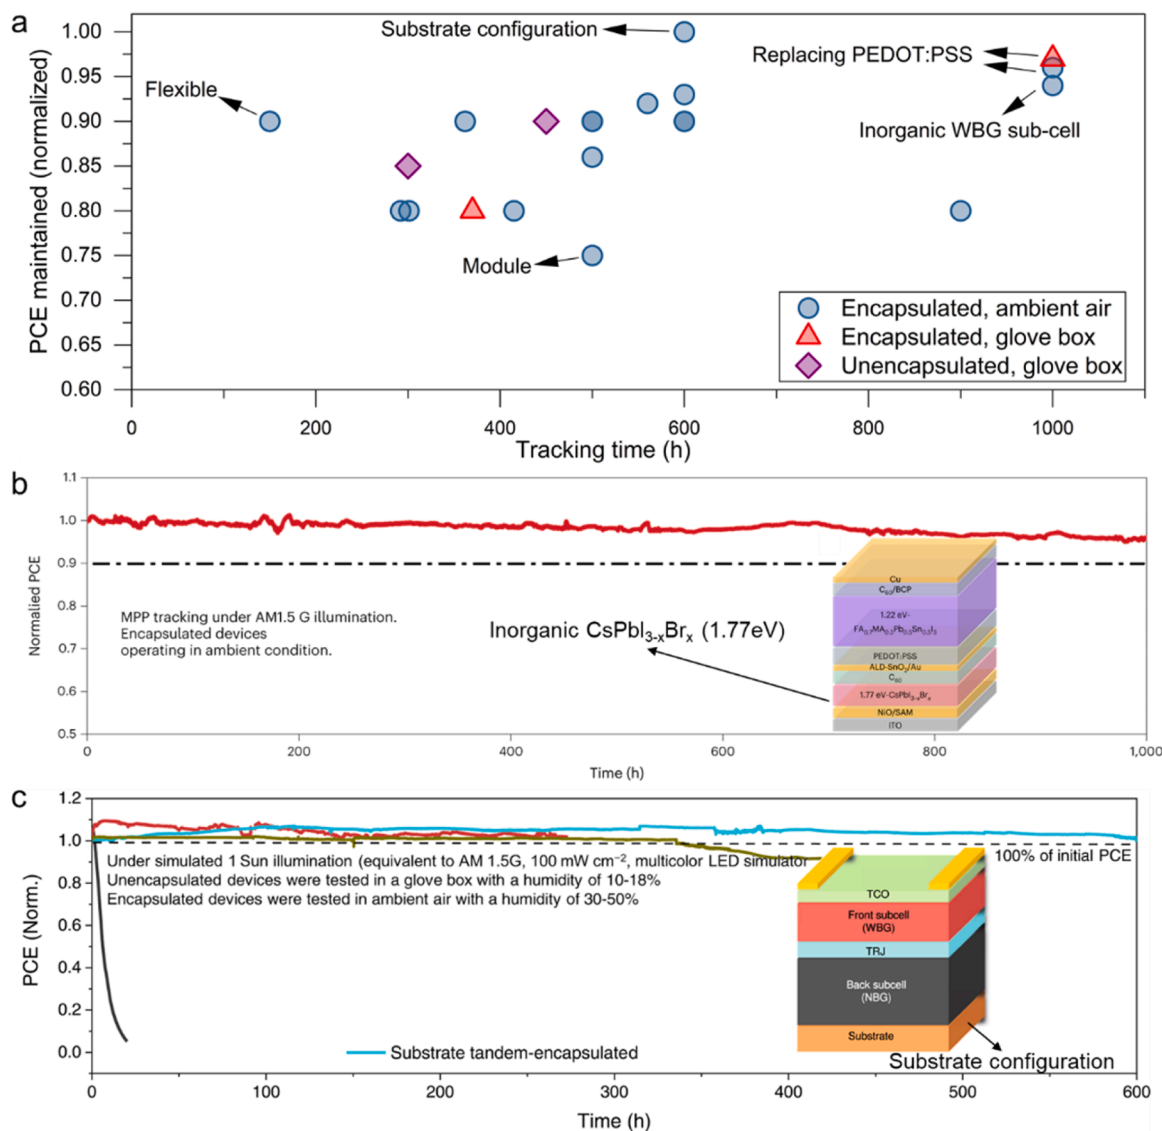 a
PCE maintained (normalized)
1.00
0.95
0.90
0.85
0.80
0.75
0.70
0.65
0.60
Substrate configuration
Replacing PEDOT:PSS
Flexible
Inorganic WBG sub-cell
Module
Encapsulated, ambient air
Encapsulated, glove box
Unencapsulated, glove box
0 200 400 600 800 1000
Tracking time (h)
b
Normalied PCE
1.1
1.0
0.9
0.8
0.7
0.6
0.5
MPP tracking under AM1.5 G illumination.
Encapsulated devices
operating in ambient condition.
Inorganic CsPbI3-xBrx (1.77eV)
Cu
C60/BCP
1.22 eV-
FA0.7MA0.3Pb0.5Sn0.5I3
PEDOT:PSS
ALD-SnO2/Au
C60
1.77 eV-CsPbI3-xBrx
NiO/SAM
ITO
0 200 400 600 800 1,000
Time (h)
c
PCE (Norm.)
1.2
1.0
0.8
0.6
0.4
0.2
0.0
Under simulated 1 Sun illumination (equivalent to AM 1.5G, 100 mW cm−2, multicolor LED simulator
Unencapsulated devices were tested in a glove box with a humidity of 10-18%
Encapsulated devices were tested in ambient air with a humidity of 30-50%
100% of initial PCE
TCO
Front subcell
(WBG)
TRJ
Back subcell
(NBG)
Substrate
Substrate configuration
Substrate tandem-encapsulated
0 100 200 300 400 500 600
Time (h)